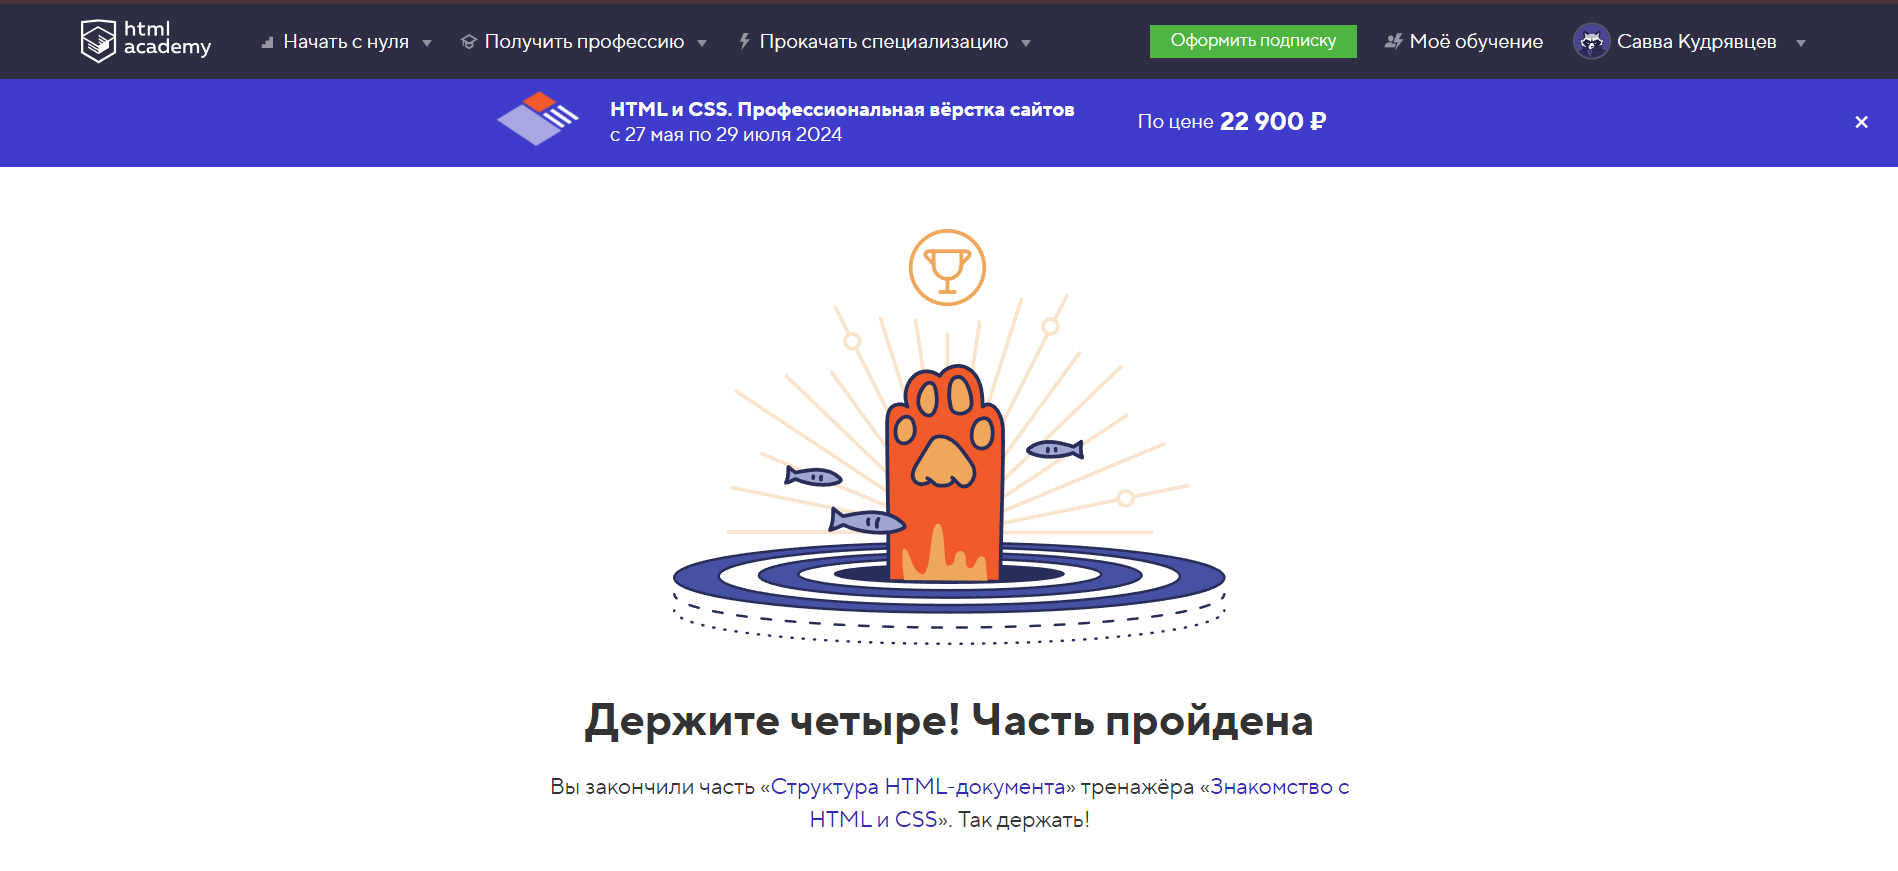 html
academy
Начать с нуля
Получить профессию
Прокачать специализацию
Оформить подписку
Моё обучение
Савва Кудрявцев
HTML и CSS. Профессиональная вёрстка сайтов
с 27 мая по 29 июля 2024
По цене 22 900 ₽
Держите четыре! Часть пройдена
Вы закончили часть «Структура HTML-документа» тренажёра «Знакомство с
HTML и CSS». Так держать!